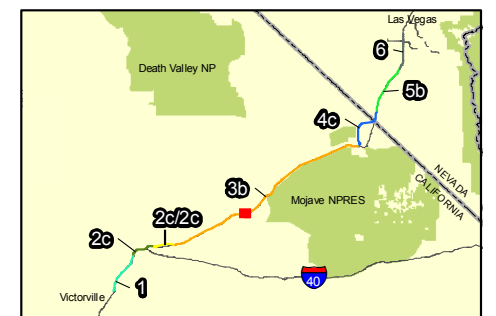 Las Vegas
6
Death Valley NP
5b
4c
NEVADA
CALIFORNIA
3b
Mojave NPRES
2c/2c
2c
40
1
Victorville